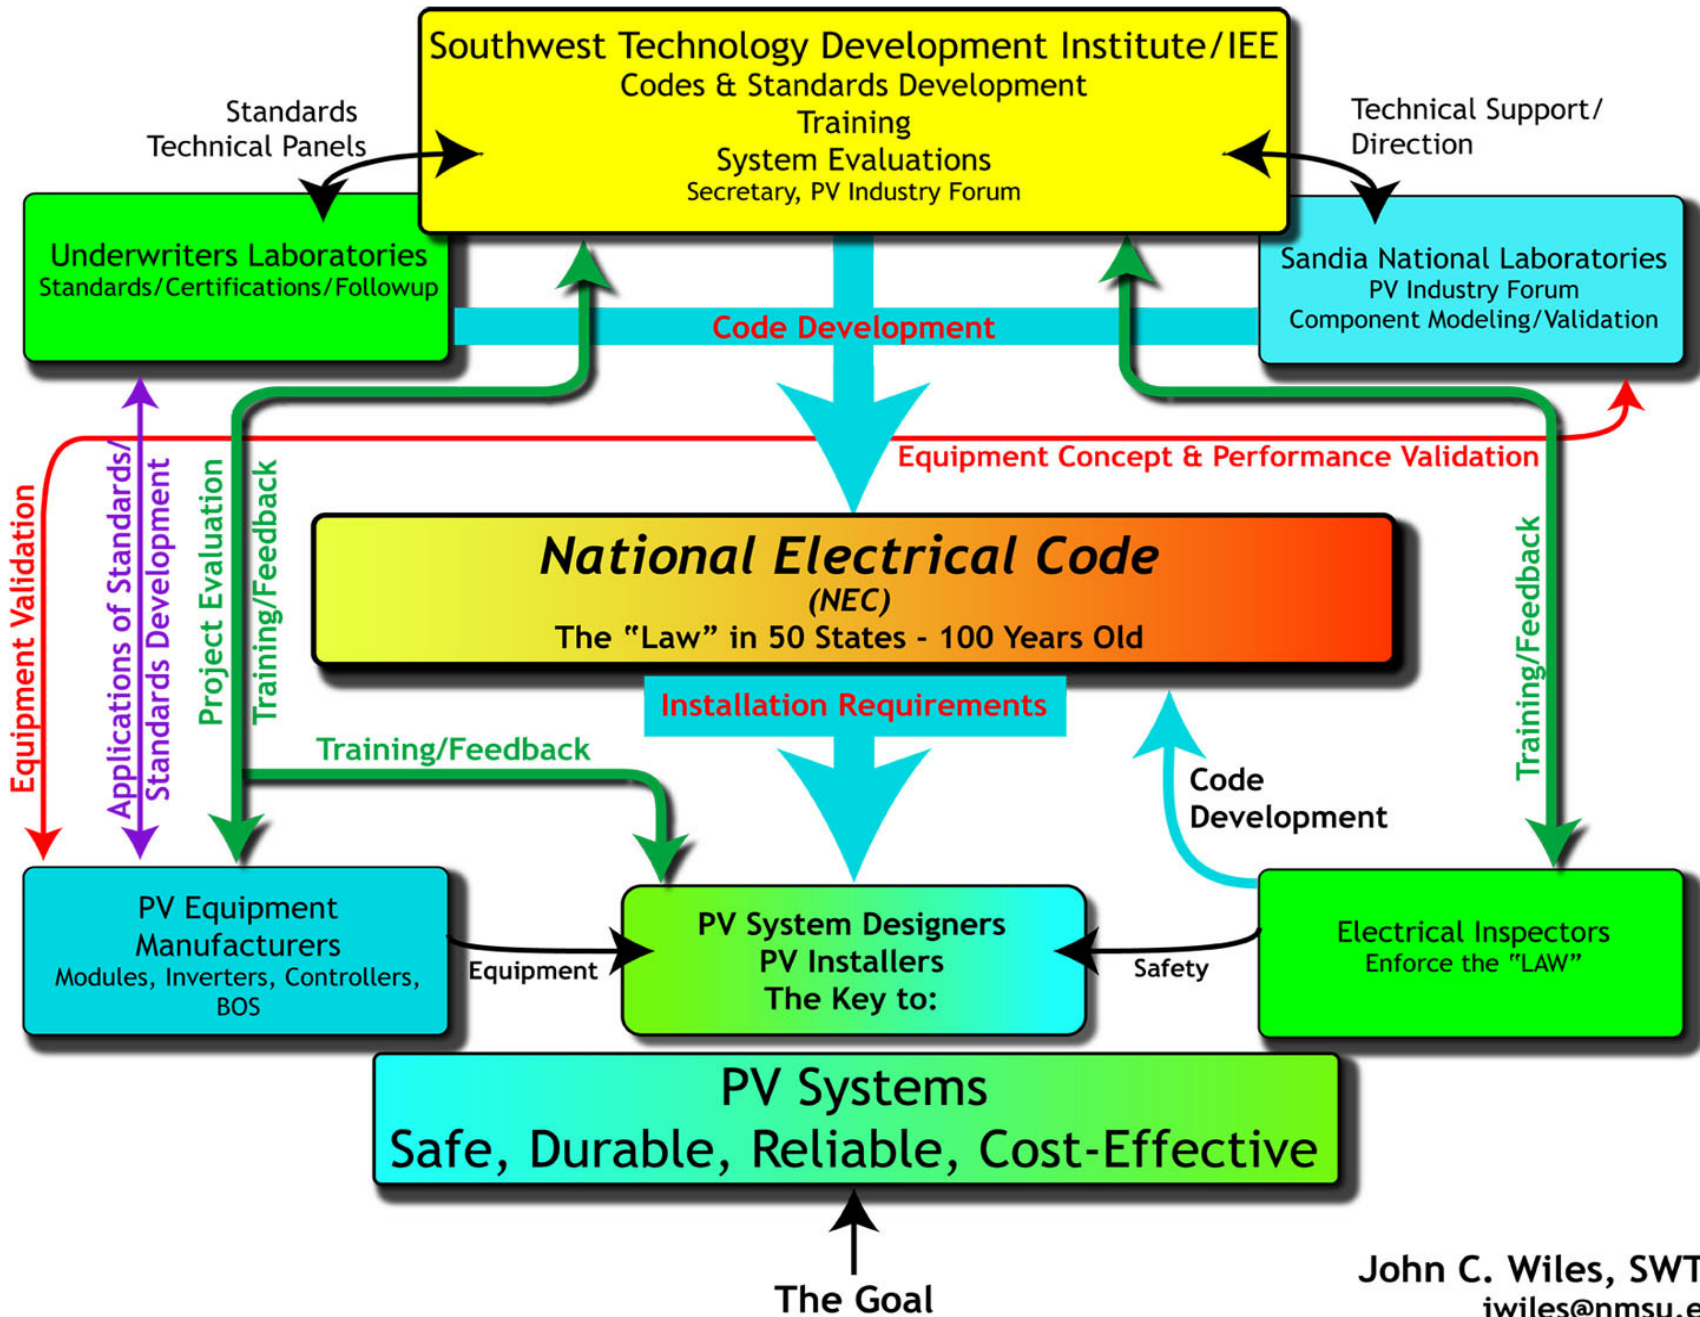 Southwest Technology Development Institute/IEE
Codes & Standards Development
Training
System Evaluations
Secretary, PV Industry Forum
Standards
Technical Panels
Technical Support/
Direction
Underwriters Laboratories
Standards/Certifications/Followup
Sandia National Laboratories
PV Industry Forum
Component Modeling/Validation
Code Development
Equipment Concept & Performance Validation
Equipment Validation
Applications of Standards/
Standards Development
Project Evaluation
Training/Feedback
National Electrical Code
(NEC)
The “Law” in 50 States - 100 Years Old
Training/Feedback
Installation Requirements
Training/Feedback
Code
Development
PV Equipment
Manufacturers
Modules, Inverters, Controllers,
BOS
Equipment
PV System Designers
PV Installers
The Key to:
Safety
Electrical Inspectors
Enforce the “LAW”
PV Systems
Safe, Durable, Reliable, Cost-Effective
The Goal
John C. Wiles, SWT
jwiles@nmsu.e